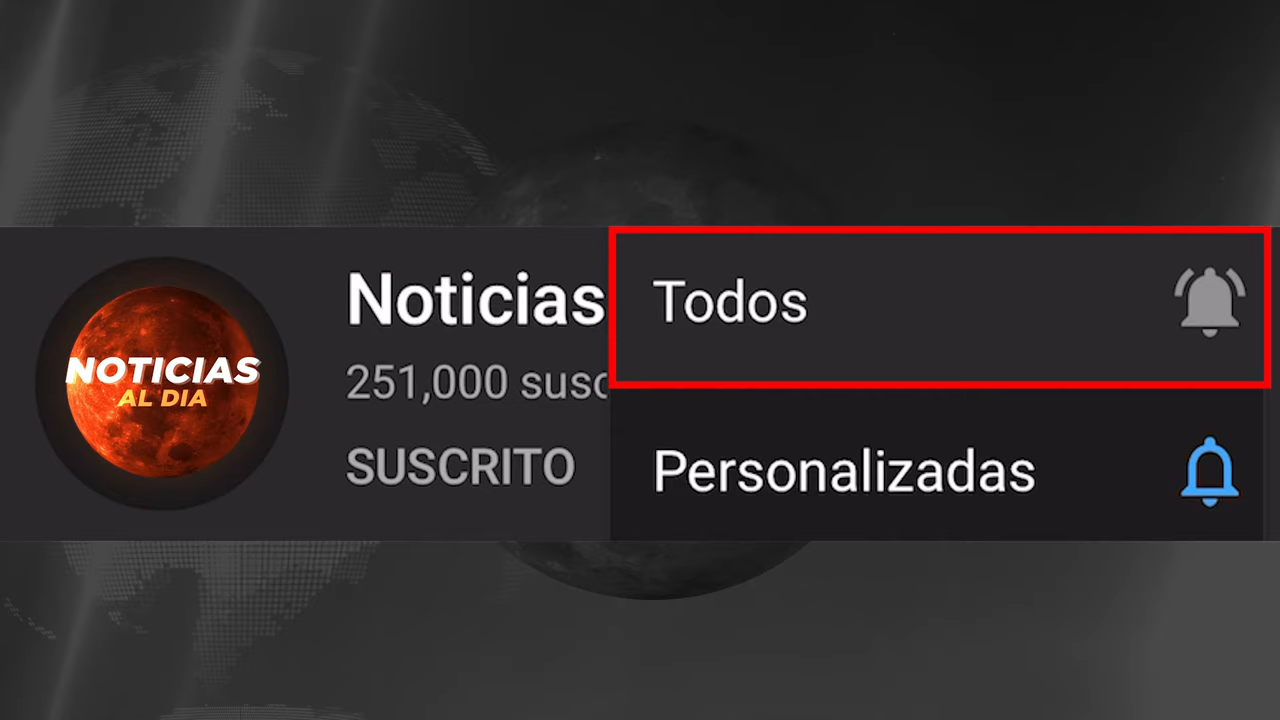 NOTICIAS
AL DIA
Noticias
251,000 susc
SUSCRITO
Todos
Personalizadas